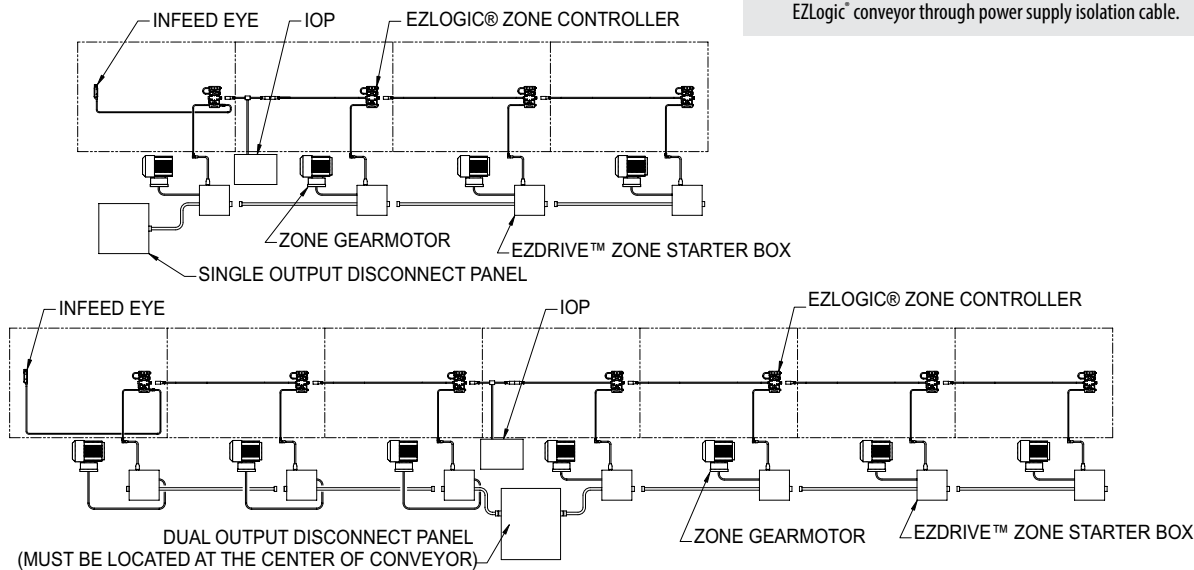 EZLogic® conveyor through power supply isolation cable.
INFEED EYE
IOP
EZLOGIC® ZONE CONTROLLER
ZONE GEARMOTOR
EZDRIVE™ ZONE STARTER BOX
SINGLE OUTPUT DISCONNECT PANEL
INFEED EYE
IOP
EZLOGIC® ZONE CONTROLLER
DUAL OUTPUT DISCONNECT PANEL
(MUST BE LOCATED AT THE CENTER OF CONVEYOR)
ZONE GEARMOTOR
EZDRIVE™ ZONE STARTER BOX